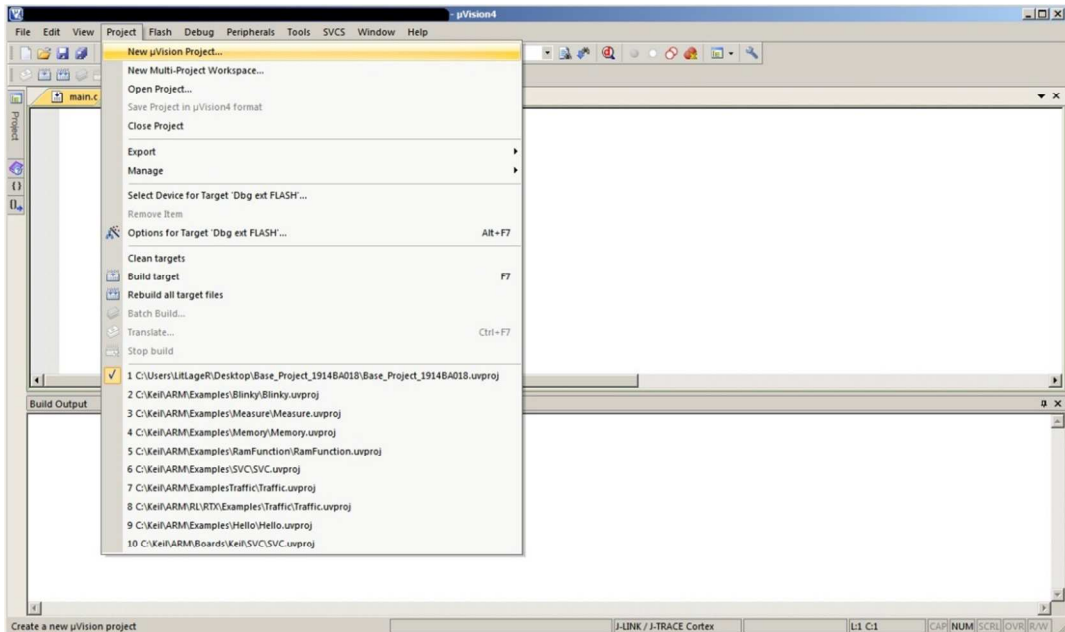 - µVision4
File Edit View Project Flash Debug Peripherals Tools SVCS Window Help
New µVision Project...
New Multi-Project Workspace...
main.c
Open Project...
Save Project in µVision4 format
Project
Close Project
Export
Manage
Select Device for Target 'Dbg ext FLASH'...
Remove Item
Options for Target 'Dbg ext FLASH'... Alt+F7
Clean targets
Build target F7
Rebuild all target files
Batch Build...
Translate... Ctrl+F7
Stop build
1 C:\Users\LitLageR\Desktop\Base_Project_1914BA018\Base_Project_1914BA018.uvproj
2 C:\Keil\ARM\Examples\Blinky\Blinky.uvproj
Build Output
3 C:\Keil\ARM\Examples\Measure\Measure.uvproj
4 C:\Keil\ARM\Examples\Memory\Memory.uvproj
5 C:\Keil\ARM\Examples\RamFunction\RamFunction.uvproj
6 C:\Keil\ARM\Examples\SVC\SVC.uvproj
7 C:\Keil\ARM\ExamplesTraffic\Traffic.uvproj
8 C:\Keil\ARM\RL\RTX\Examples\Traffic\Traffic.uvproj
9 C:\Keil\ARM\Examples\Hello\Hello.uvproj
10 C:\Keil\ARM\Boards\Keil\SVC\SVC.uvproj
Create a new µVision project J-LINK / J-TRACE Cortex L:1 C:1 CAP NUM SCRL OVR R/W